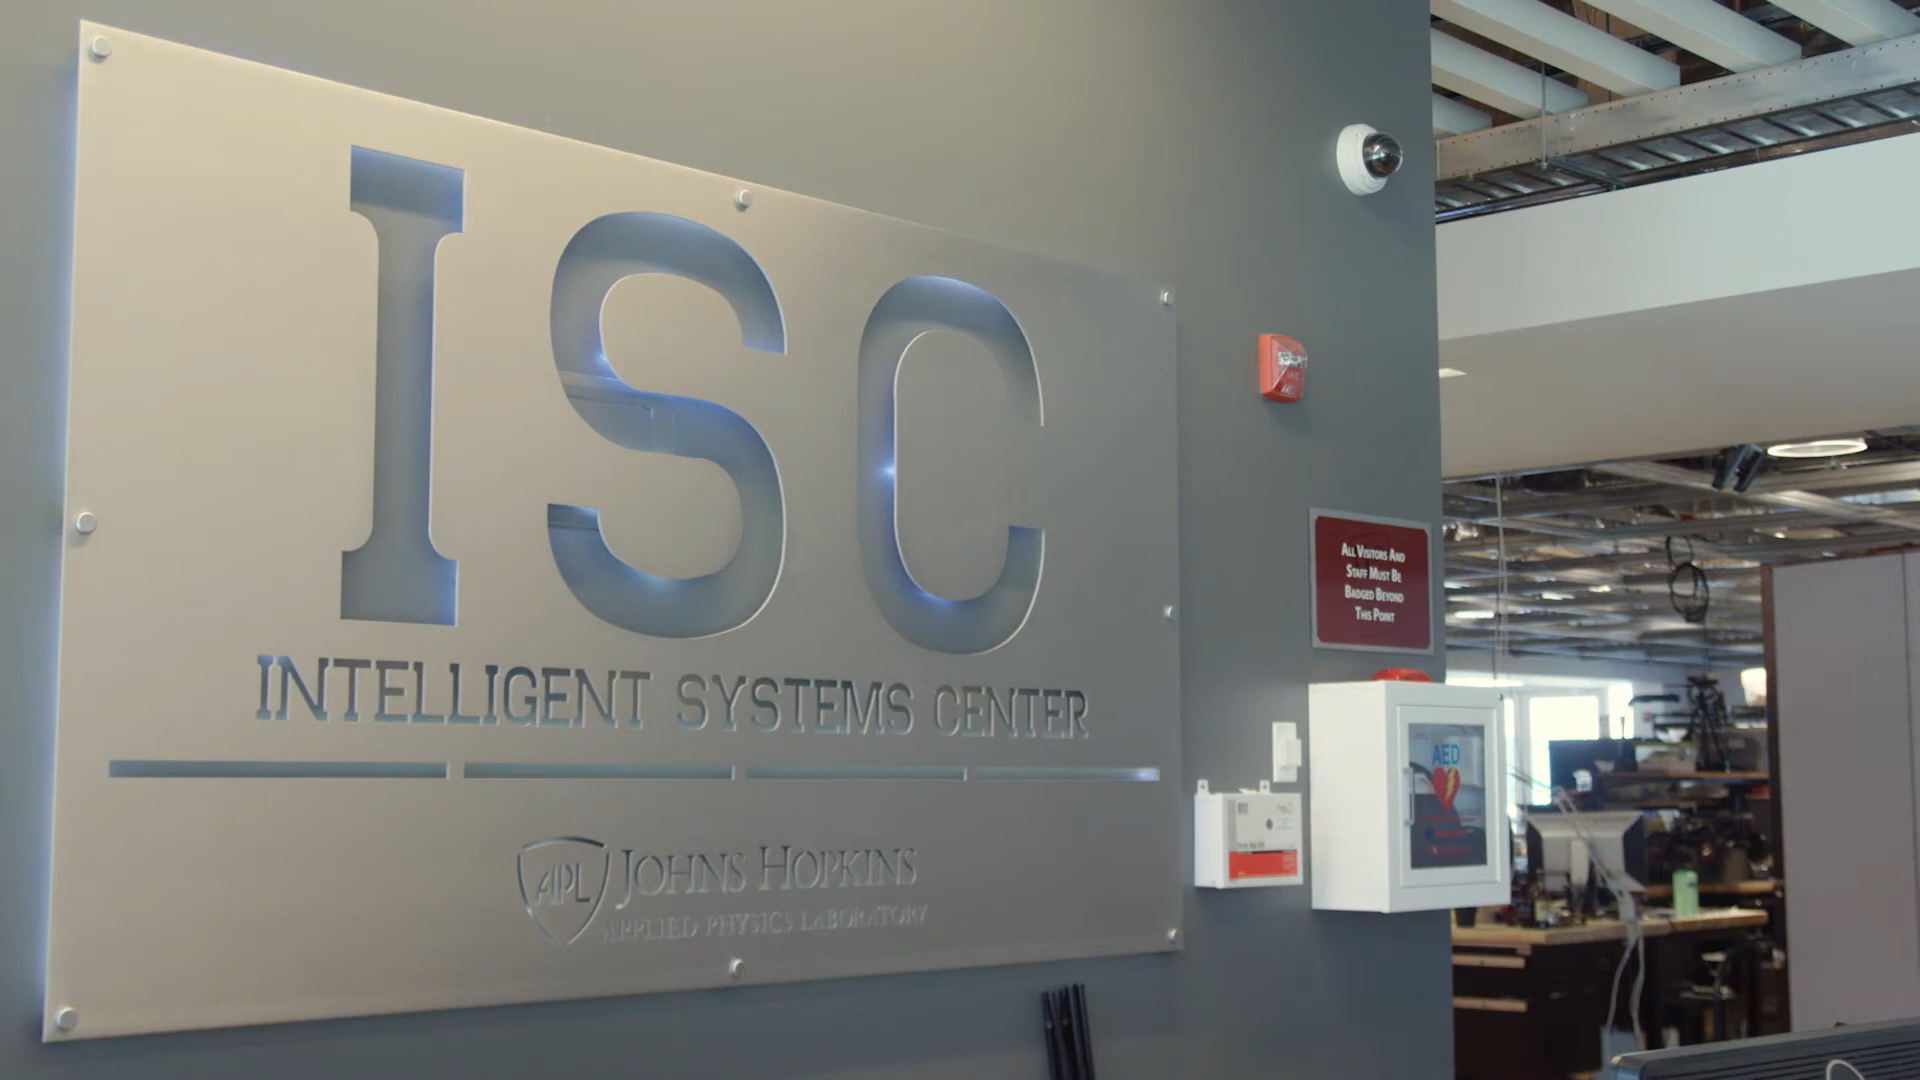 ISC
INTELLIGENT SYSTEMS CENTER
APL
JOHNS HOPKINS
APPLIED PHYSICS LABORATORY
ALL VISITORS AND
STAFF MUST BE
BADGED BEYOND
THIS POINT
AED